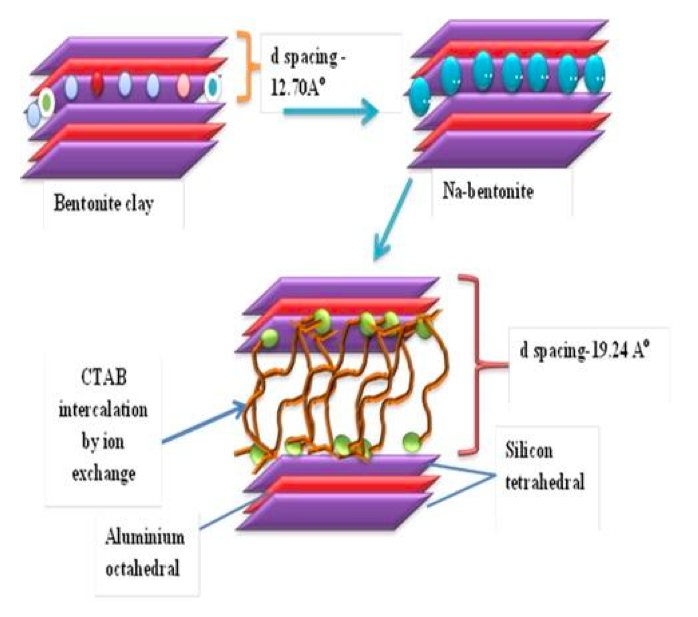 d spacing -
12.70A°
Bentonite clay
Na-bentonite
d spacing-19.24 A°
CTAB
intercalation
by ion
exchange
Silicon
tetrahedral
Aluminium
octahedral